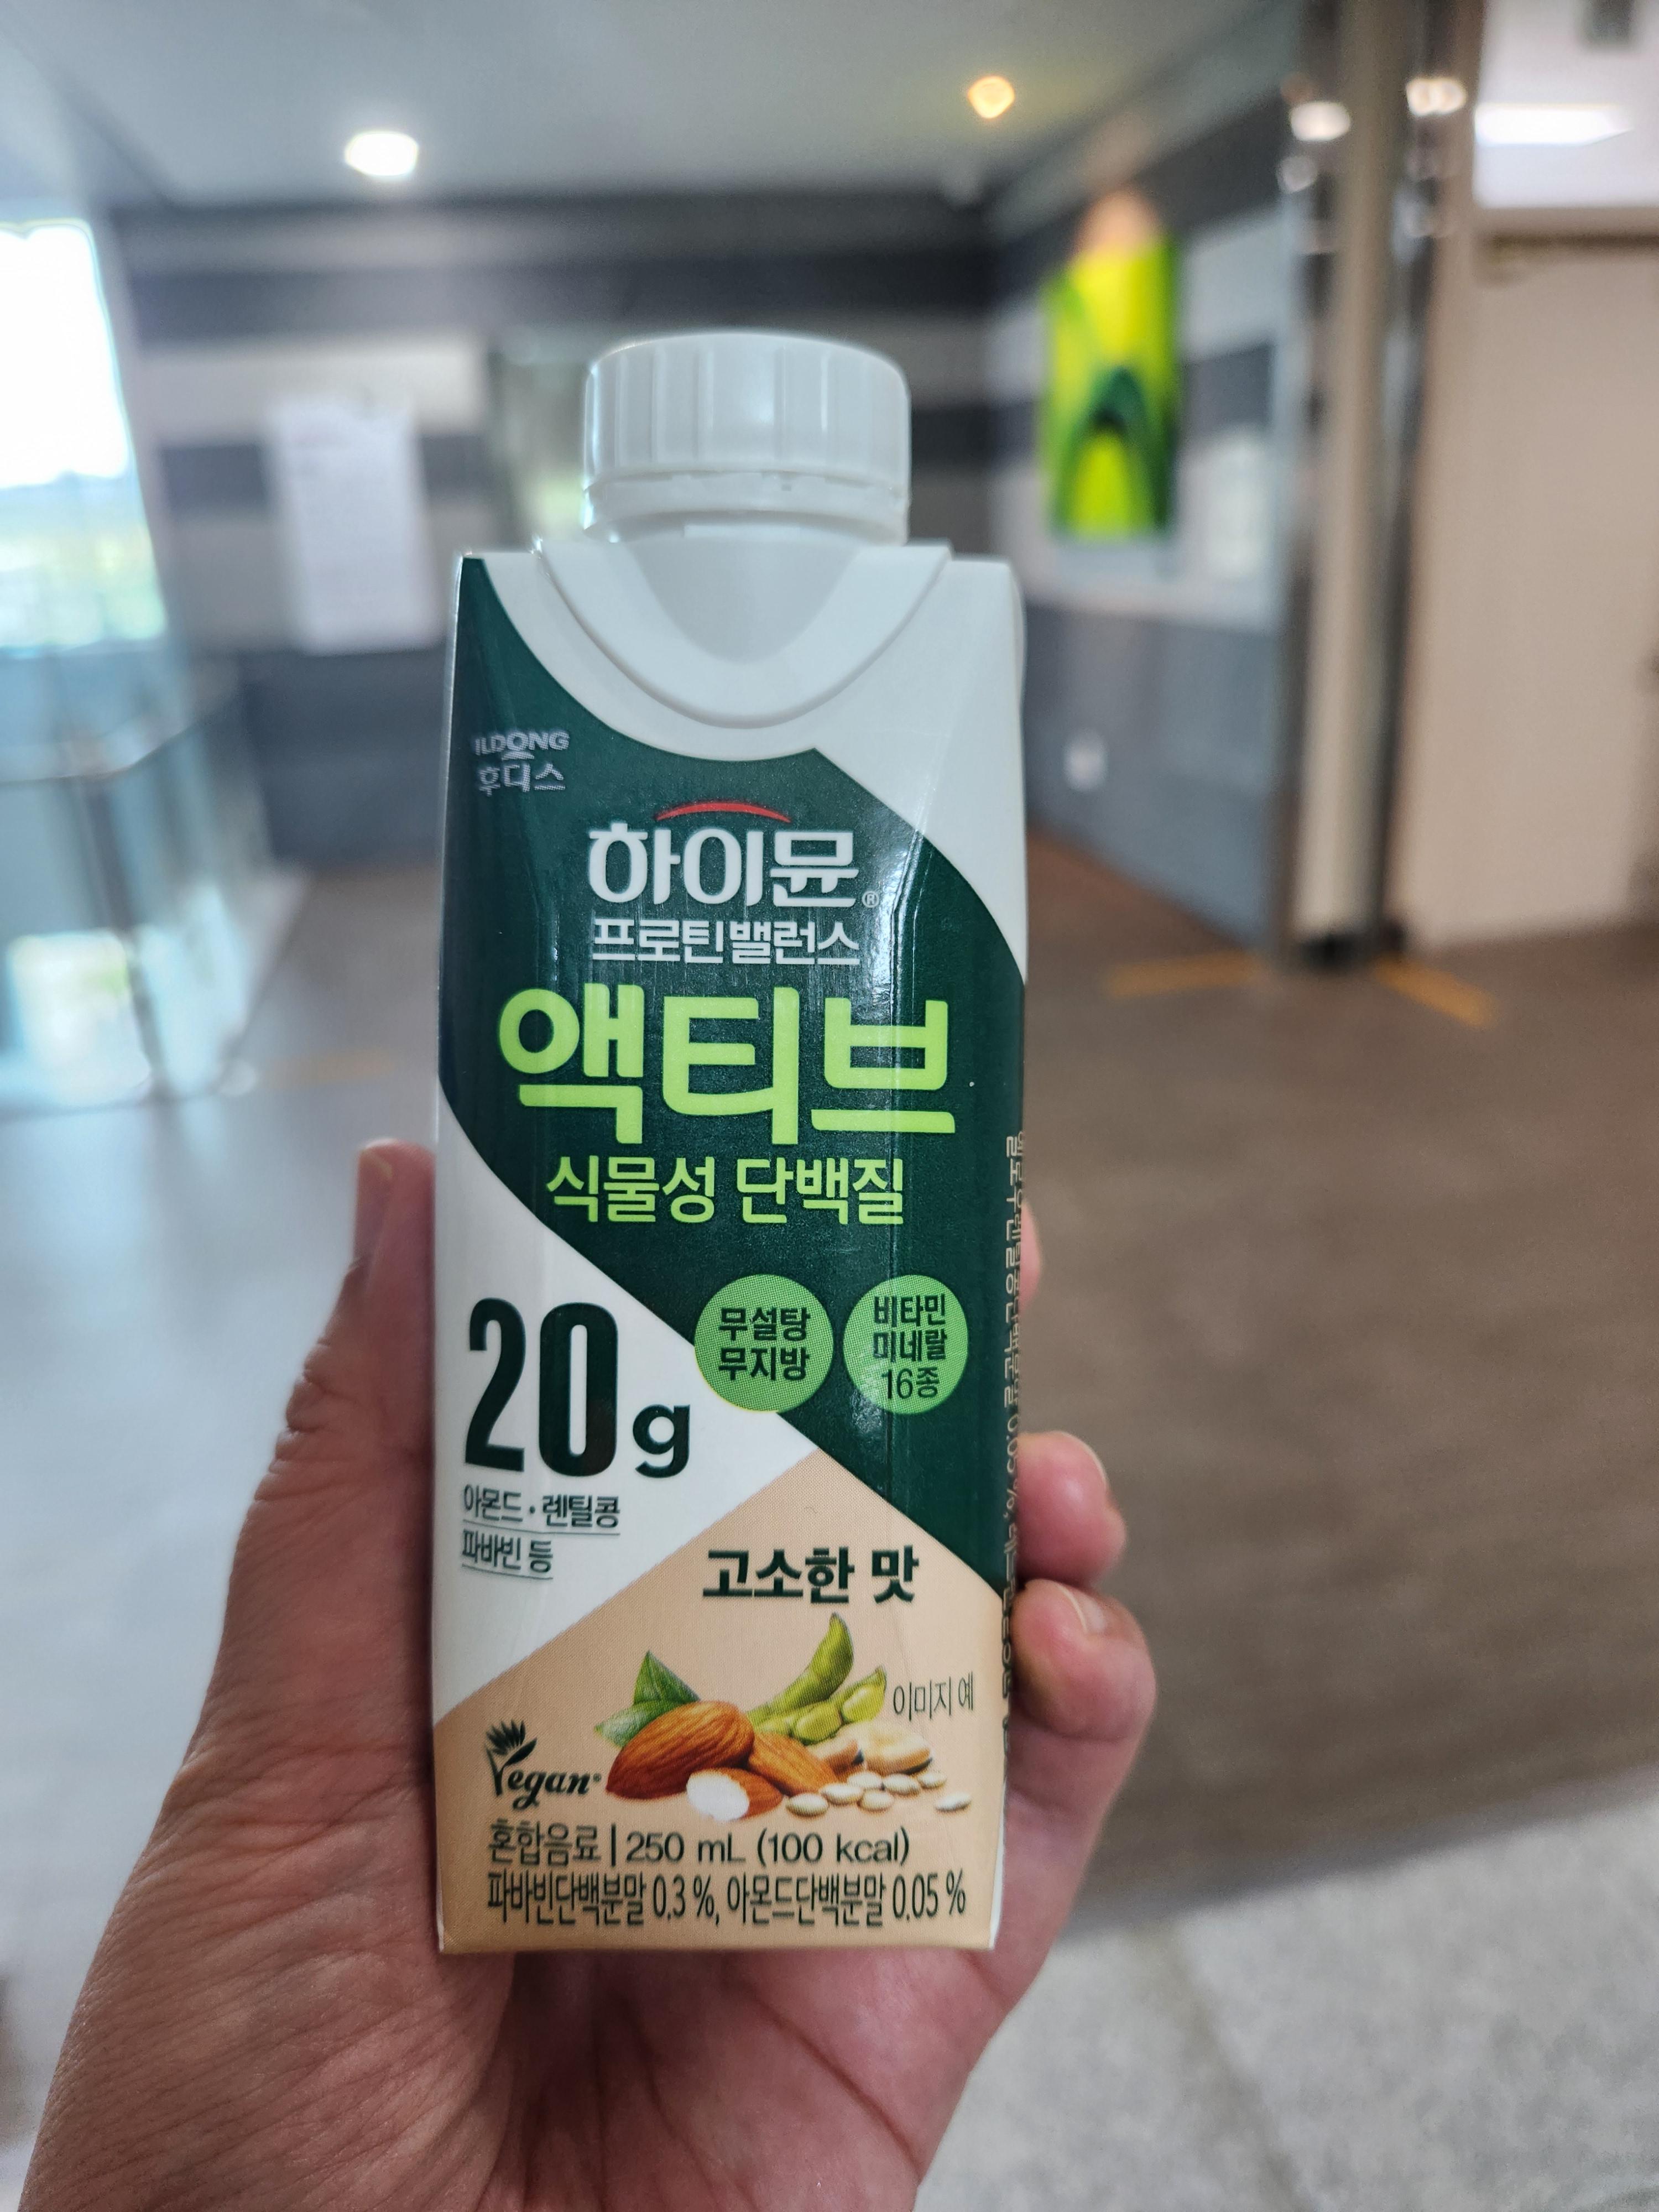 ILDONG
후디스
하이뮨®
프로틴밸런스
액티브
식물성 단백질
무설탕
무지방
비타민
미네랄
16종
20g
아몬드·렌틸콩
파바빈 등
고소한 맛
이미지 예
Vegan
혼합음료 | 250 mL (100 kcal)
파바빈단백분말 0.3 %, 아몬드단백분말 0.05 %